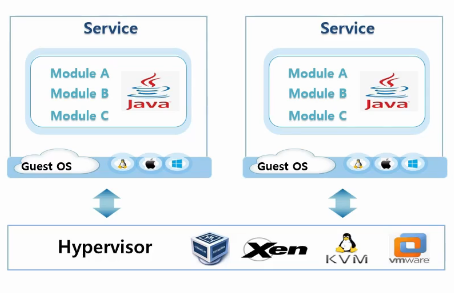 Service
Module A
Module B
Module C
Java
Guest OS
Service
Module A
Module B
Module C
Java
Guest OS
Hypervisor
Xen
KVM
vmware